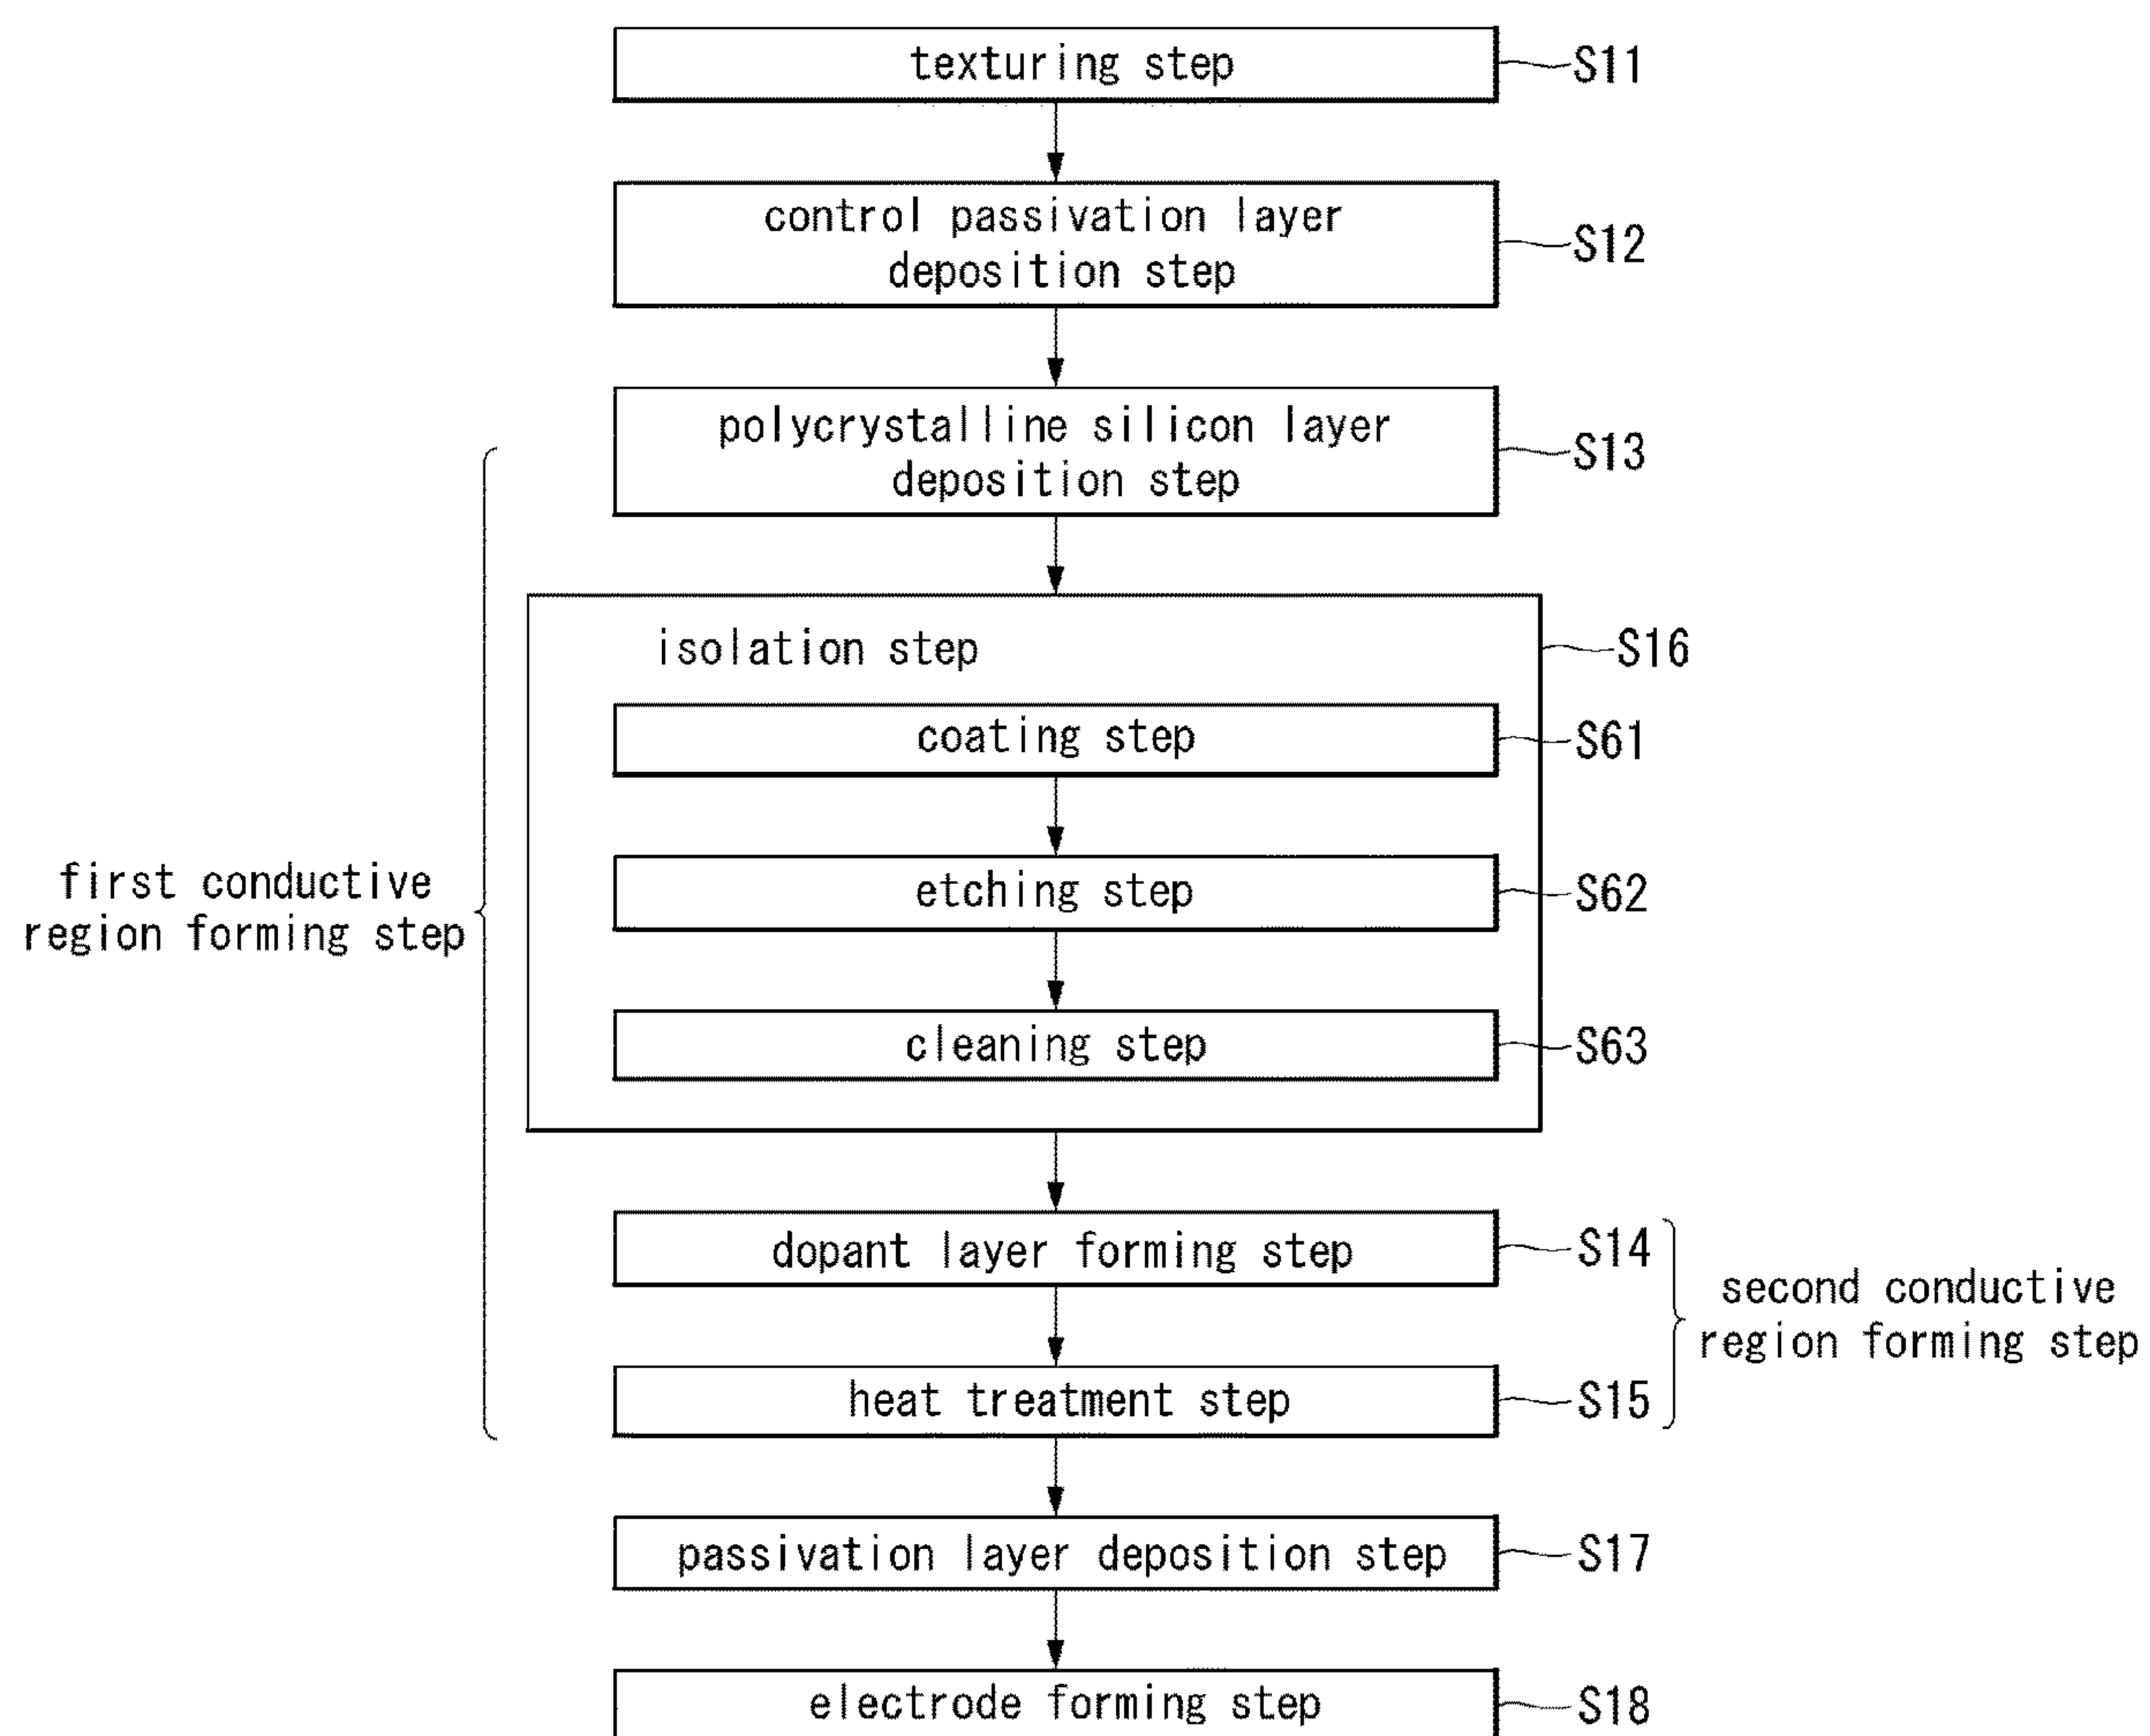 texturing step
S11
control passivation layer
deposition step
S12
polycrystalline silicon layer
deposition step
S13
isolation step
S16
coating step
S61
etching step
S62
cleaning step
S63
first conductive
region forming step
dopant layer forming step
S14
heat treatment step
S15
second conductive
region forming step
passivation layer deposition step
S17
electrode forming step
S18